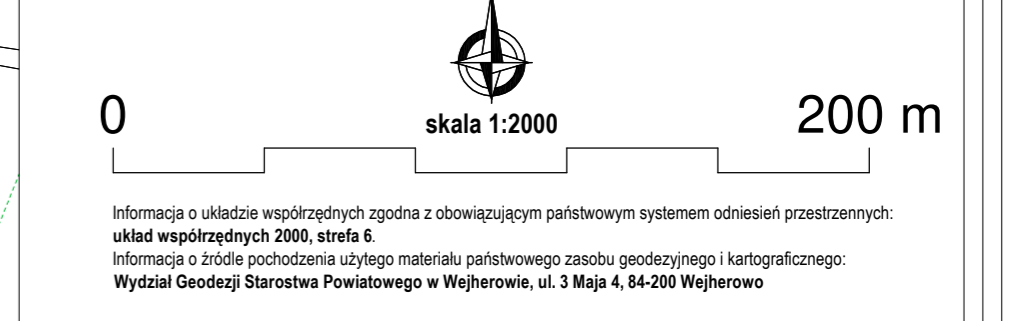 skala 1:2000
0 200 m
Informacja o układzie współrzędnych zgodna z obowiązującym państwowym systemem odniesień przestrzennych:
układ współrzędnych 2000, strefa 6.
Informacja o źródle pochodzenia użytego materiału państwowego zasobu geodezyjnego i kartograficznego:
Wydział Geodezji Starostwa Powiatowego w Wejherowie, ul. 3 Maja 4, 84-200 Wejherowo